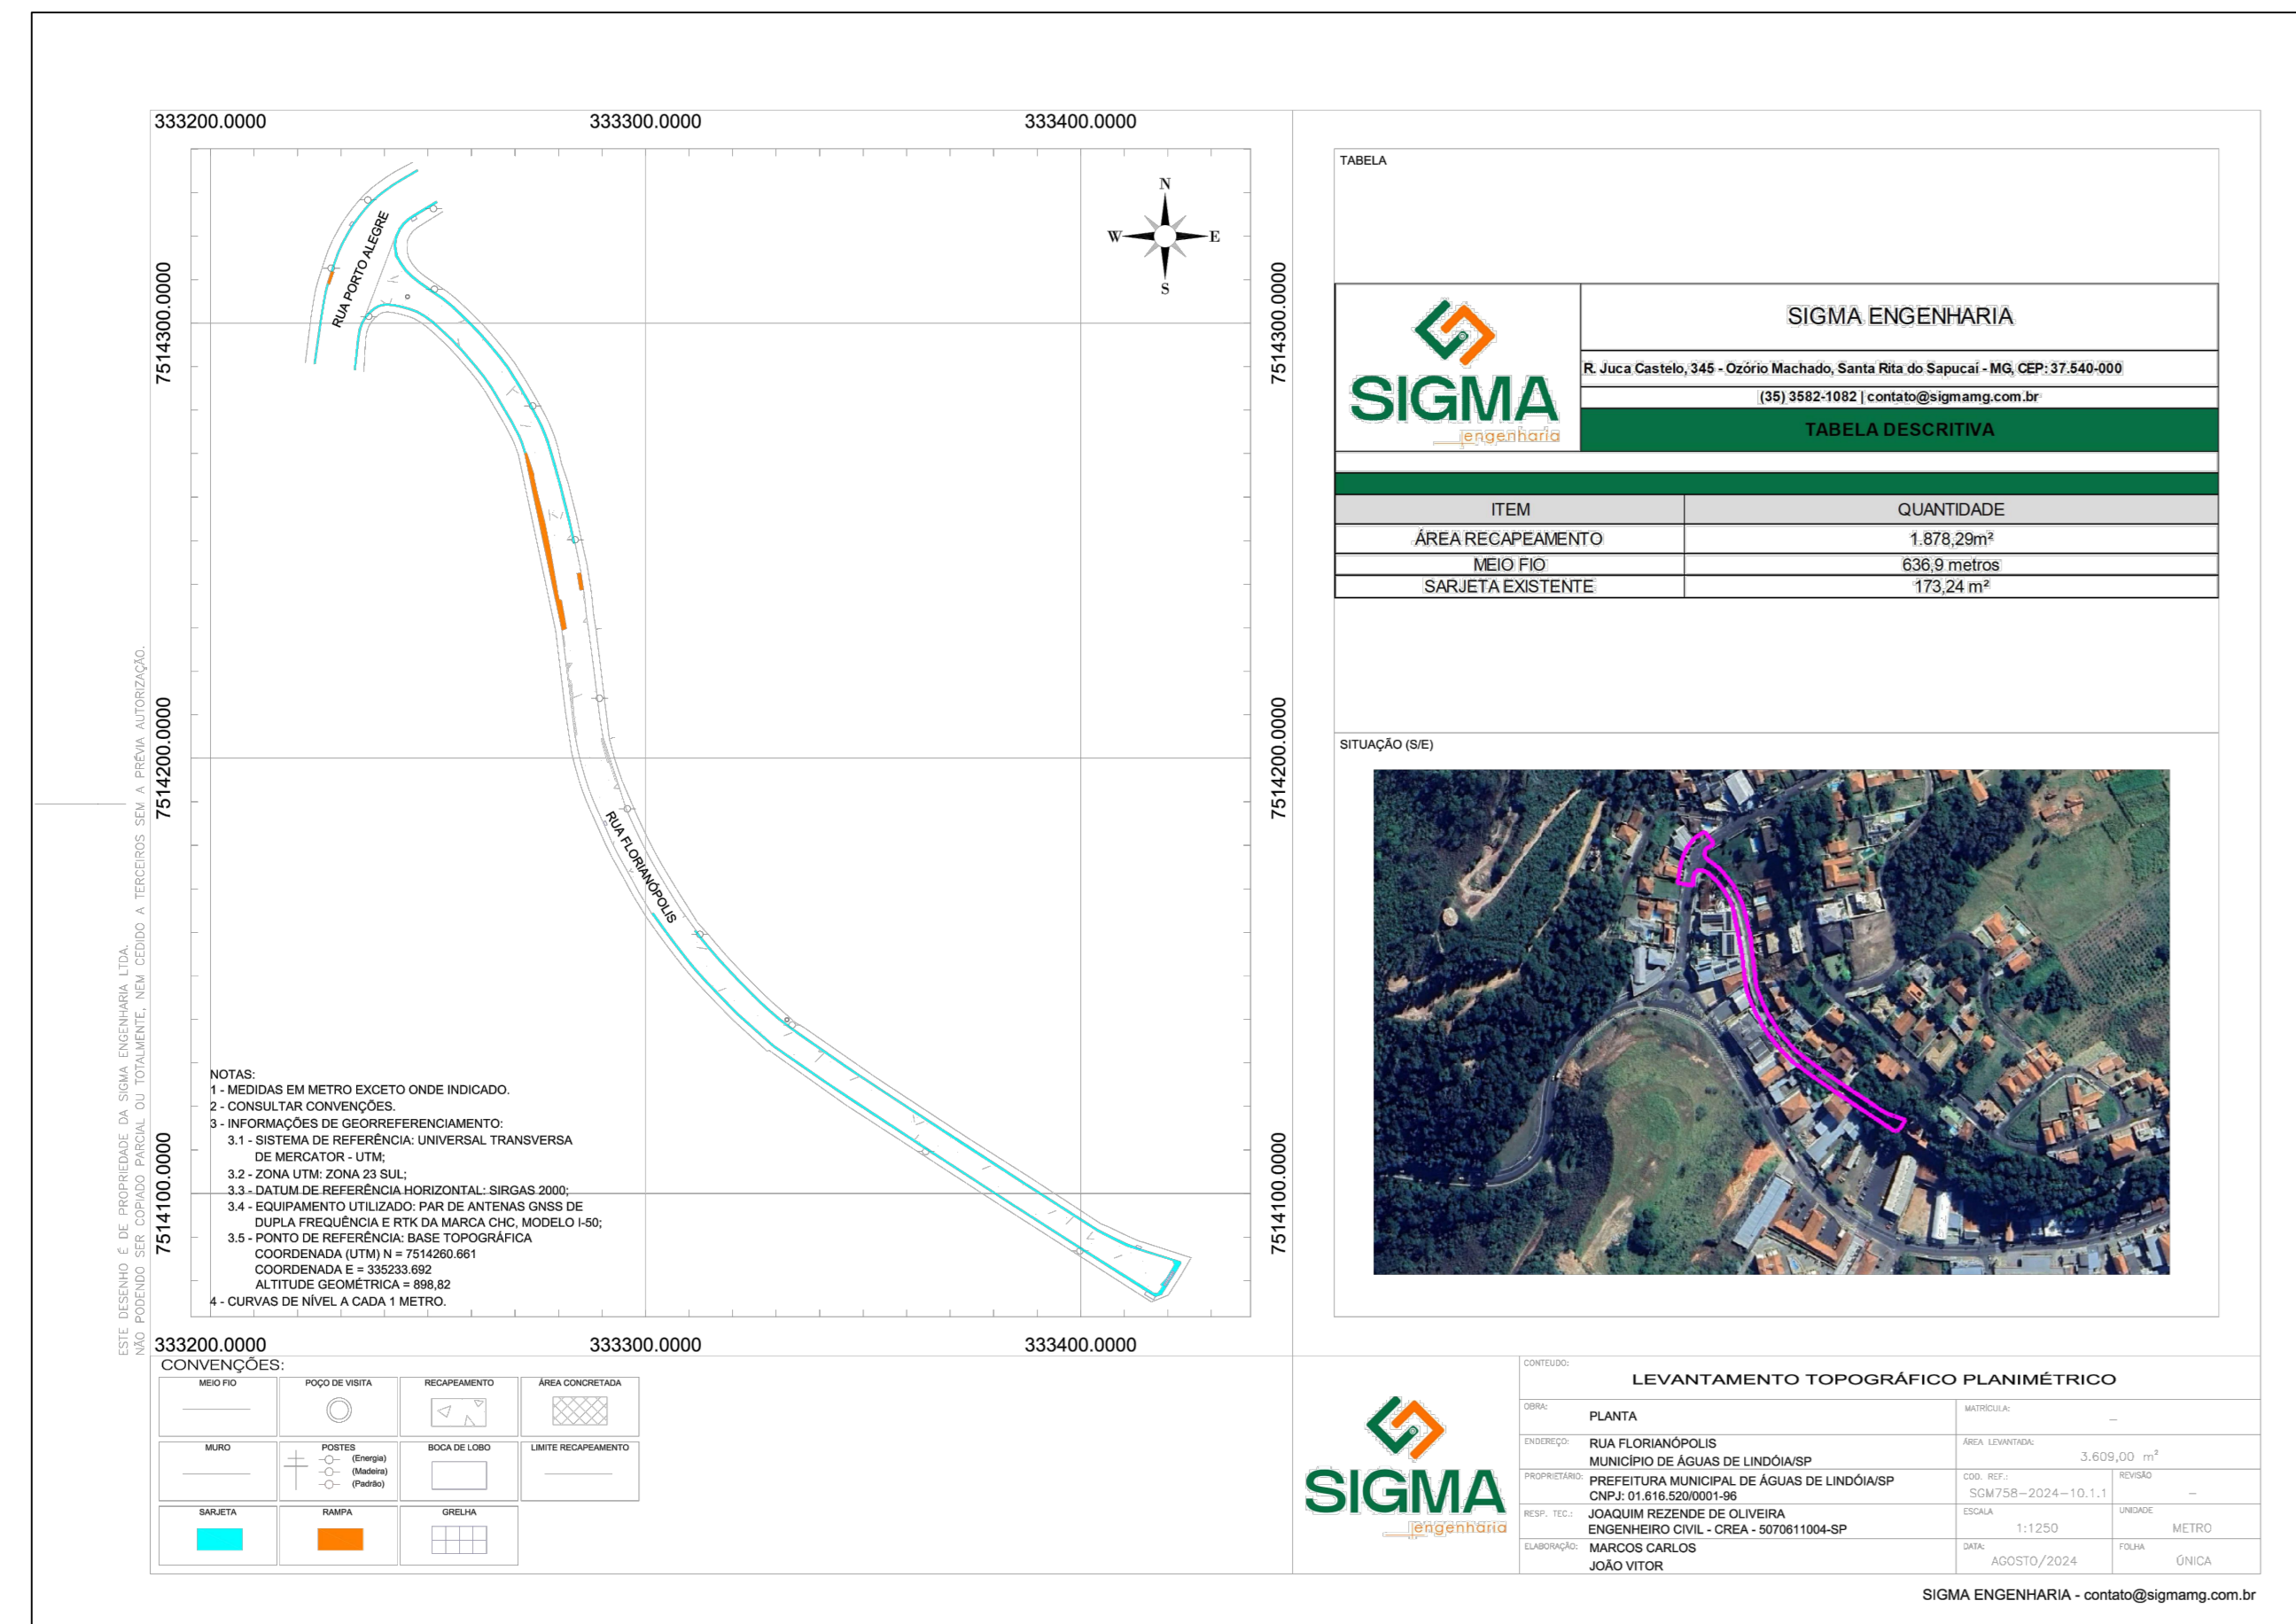 333200.0000
333300.0000
333400.0000
7514300.0000
7514200.0000
7514100.0000
7514300.0000
7514200.0000
7514100.0000
N
W
E
S
RUA PORTO ALEGRE
RUA FLORIANÓPOLIS
NOTAS:
1 - MEDIDAS EM METRO EXCETO ONDE INDICADO.
2 - CONSULTAR CONVENÇÕES.
3 - INFORMAÇÕES DE GEORREFERENCIAMENTO:
3.1 - SISTEMA DE REFERÊNCIA: UNIVERSAL TRANSVERSA
DE MERCATOR - UTM;
3.2 - ZONA UTM: ZONA 23 SUL;
3.3 - DATUM DE REFERÊNCIA HORIZONTAL: SIRGAS 2000;
3.4 - EQUIPAMENTO UTILIZADO: PAR DE ANTENAS GNSS DE
DUPLA FREQUÊNCIA E RTK DA MARCA CHC, MODELO I-50;
3.5 - PONTO DE REFERÊNCIA: BASE TOPOGRÁFICA
COORDENADA (UTM) N = 7514260.661
COORDENADA E = 335233.692
ALTITUDE GEOMÉTRICA = 898,82
4 - CURVAS DE NÍVEL A CADA 1 METRO.
333200.0000
333300.0000
333400.0000
ESTE DESENHO É DE PROPRIEDADE DA SIGMA ENGENHARIA LTDA.
NÃO PODENDO SER COPIADO PARCIAL OU TOTALMENTE, NEM CEDIDO A TERCEIROS SEM A PRÉVIA AUTORIZAÇÃO.
CONVENÇÕES:
MEIO FIO
POÇO DE VISITA
RECAPEAMENTO
ÁREA CONCRETADA
MURO
POSTES
(Energia)
(Madeira)
(Padrão)
BOCA DE LOBO
LIMITE RECAPEAMENTO
SARJETA
RAMPA
GRELHA
TABELA
SIGMA
engenharia
SIGMA ENGENHARIA
R. Juca Castelo, 345 - Ozório Machado, Santa Rita do Sapucaí - MG, CEP: 37.540-000
(35) 3582-1082 | contato@sigmamg.com.br
TABELA DESCRITIVA
ITEM QUANTIDADE
ÁREA RECAPEAMENTO 1.878,29m²
MEIO FIO 636,9 metros
SARJETA EXISTENTE 173,24 m²
SITUAÇÃO (S/E)
SIGMA
engenharia
CONTEUDO:
LEVANTAMENTO TOPOGRÁFICO PLANIMÉTRICO
OBRA: PLANTA
MATRÍCULA: –
ENDEREÇO: RUA FLORIANÓPOLIS
MUNICÍPIO DE ÁGUAS DE LINDÓIA/SP
ÁREA LEVANTADA: 3.609,00 m²
PROPRIETÁRIO: PREFEITURA MUNICIPAL DE ÁGUAS DE LINDÓIA/SP
CNPJ: 01.616.520/0001-96
COD. REF.: SGM758-2024-10.1.1
REVISÃO –
RESP. TEC.: JOAQUIM REZENDE DE OLIVEIRA
ENGENHEIRO CIVIL - CREA - 5070611004-SP
ESCALA 1:1250
UNIDADE METRO
ELABORAÇÃO: MARCOS CARLOS
JOÃO VITOR
DATA: AGOSTO/2024
FOLHA ÚNICA
SIGMA ENGENHARIA - contato@sigmamg.com.br